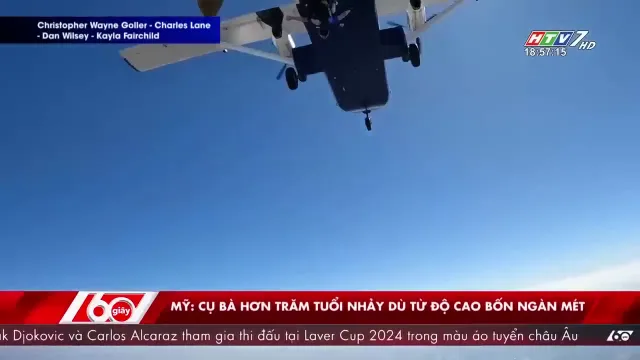 Christopher Wayne Goller - Charles Lane
- Dan Wilsey - Kayla Fairchild
HTV7 HD
18:57:15
60 giây
MỸ: CỤ BÀ HƠN TRĂM TUỔI NHẢY DÙ TỪ ĐỘ CAO BỐN NGÀN MÉT
ak Djokovic và Carlos Alcaraz tham gia thi đấu tại Laver Cup 2024 trong màu áo tuyển châu Âu
60